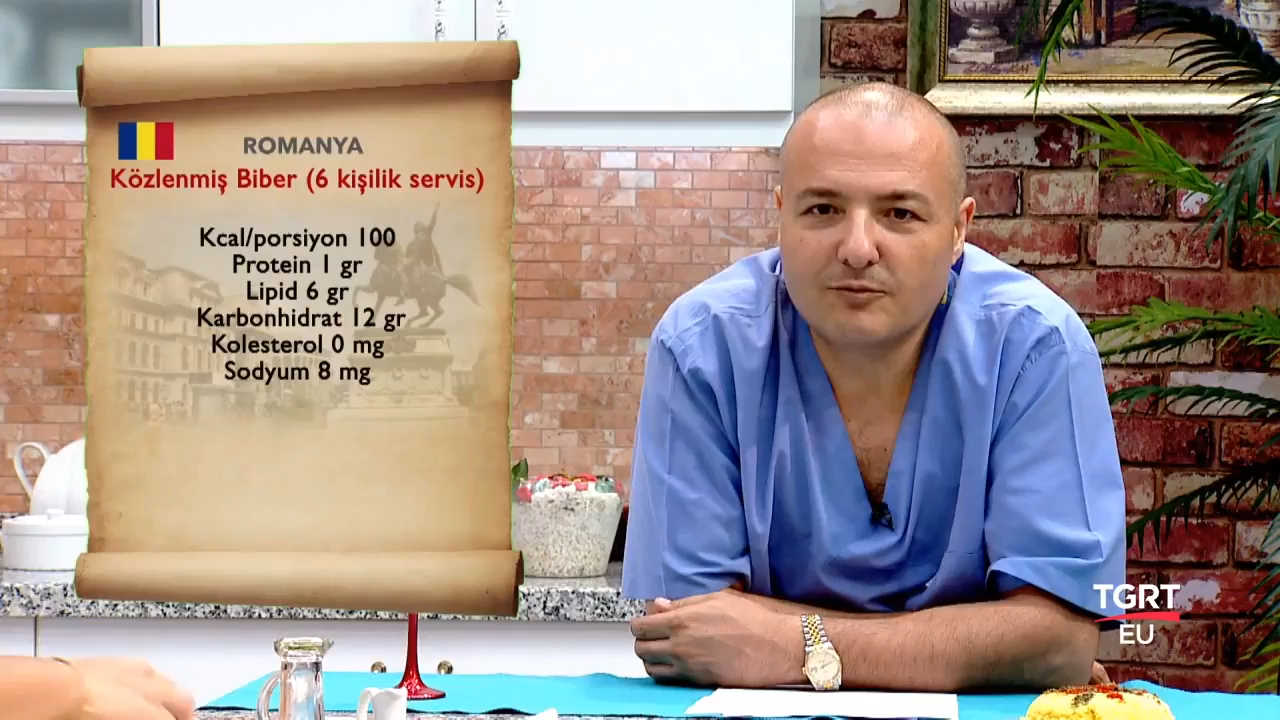 ROMANYA
Közlenmiş Biber (6 kişilik servis)
Kcal/porsiyon 100
Protein 1 gr
Lipid 6 gr
Karbonhidrat 12 gr
Kolesterol 0 mg
Sodyum 8 mg
TGRT
EU